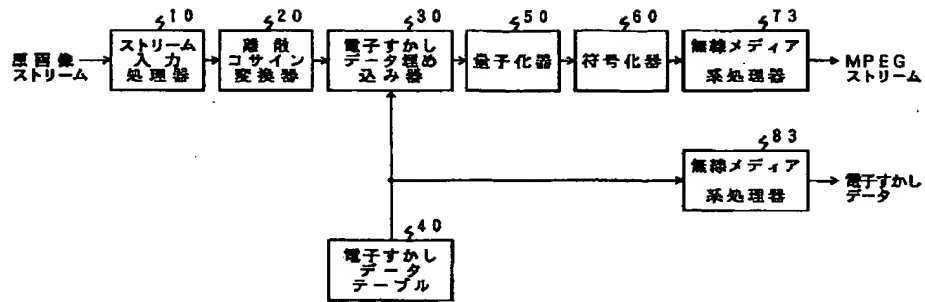 10
20
30
50
60
73
原画像
ストリーム
ストリーム
入力
処理器
離散
コサイン
変換器
電子すかし
データ埋め
込み器
量子化器
符号化器
無線メディア
系処理器
MPEG
ストリーム
83
無線メディア
系処理器
電子すかし
データ
40
電子すかし
データ
テーブル